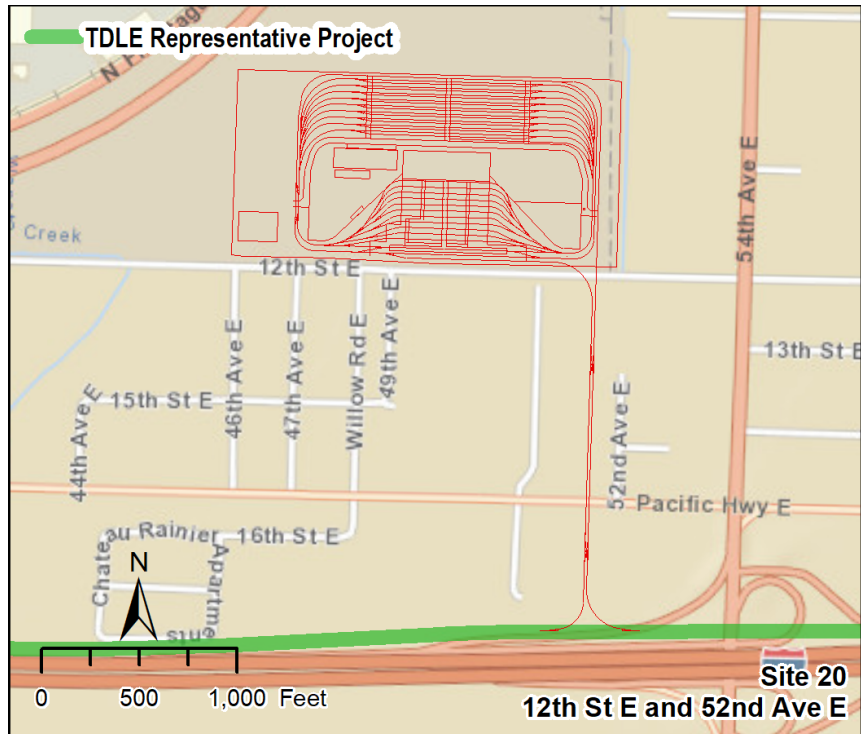 TDLE Representative Project
Creek
12th St E
54th Ave E
13th St E
46th Ave E
47th Ave E
Willow Rd E
49th Ave E
15th St E
44th Ave E
52nd Ave E
Pacific Hwy E
Chateau Rainier Apartments
16th St E
N
0 500 1,000 Feet
Site 20
12th St E and 52nd Ave E